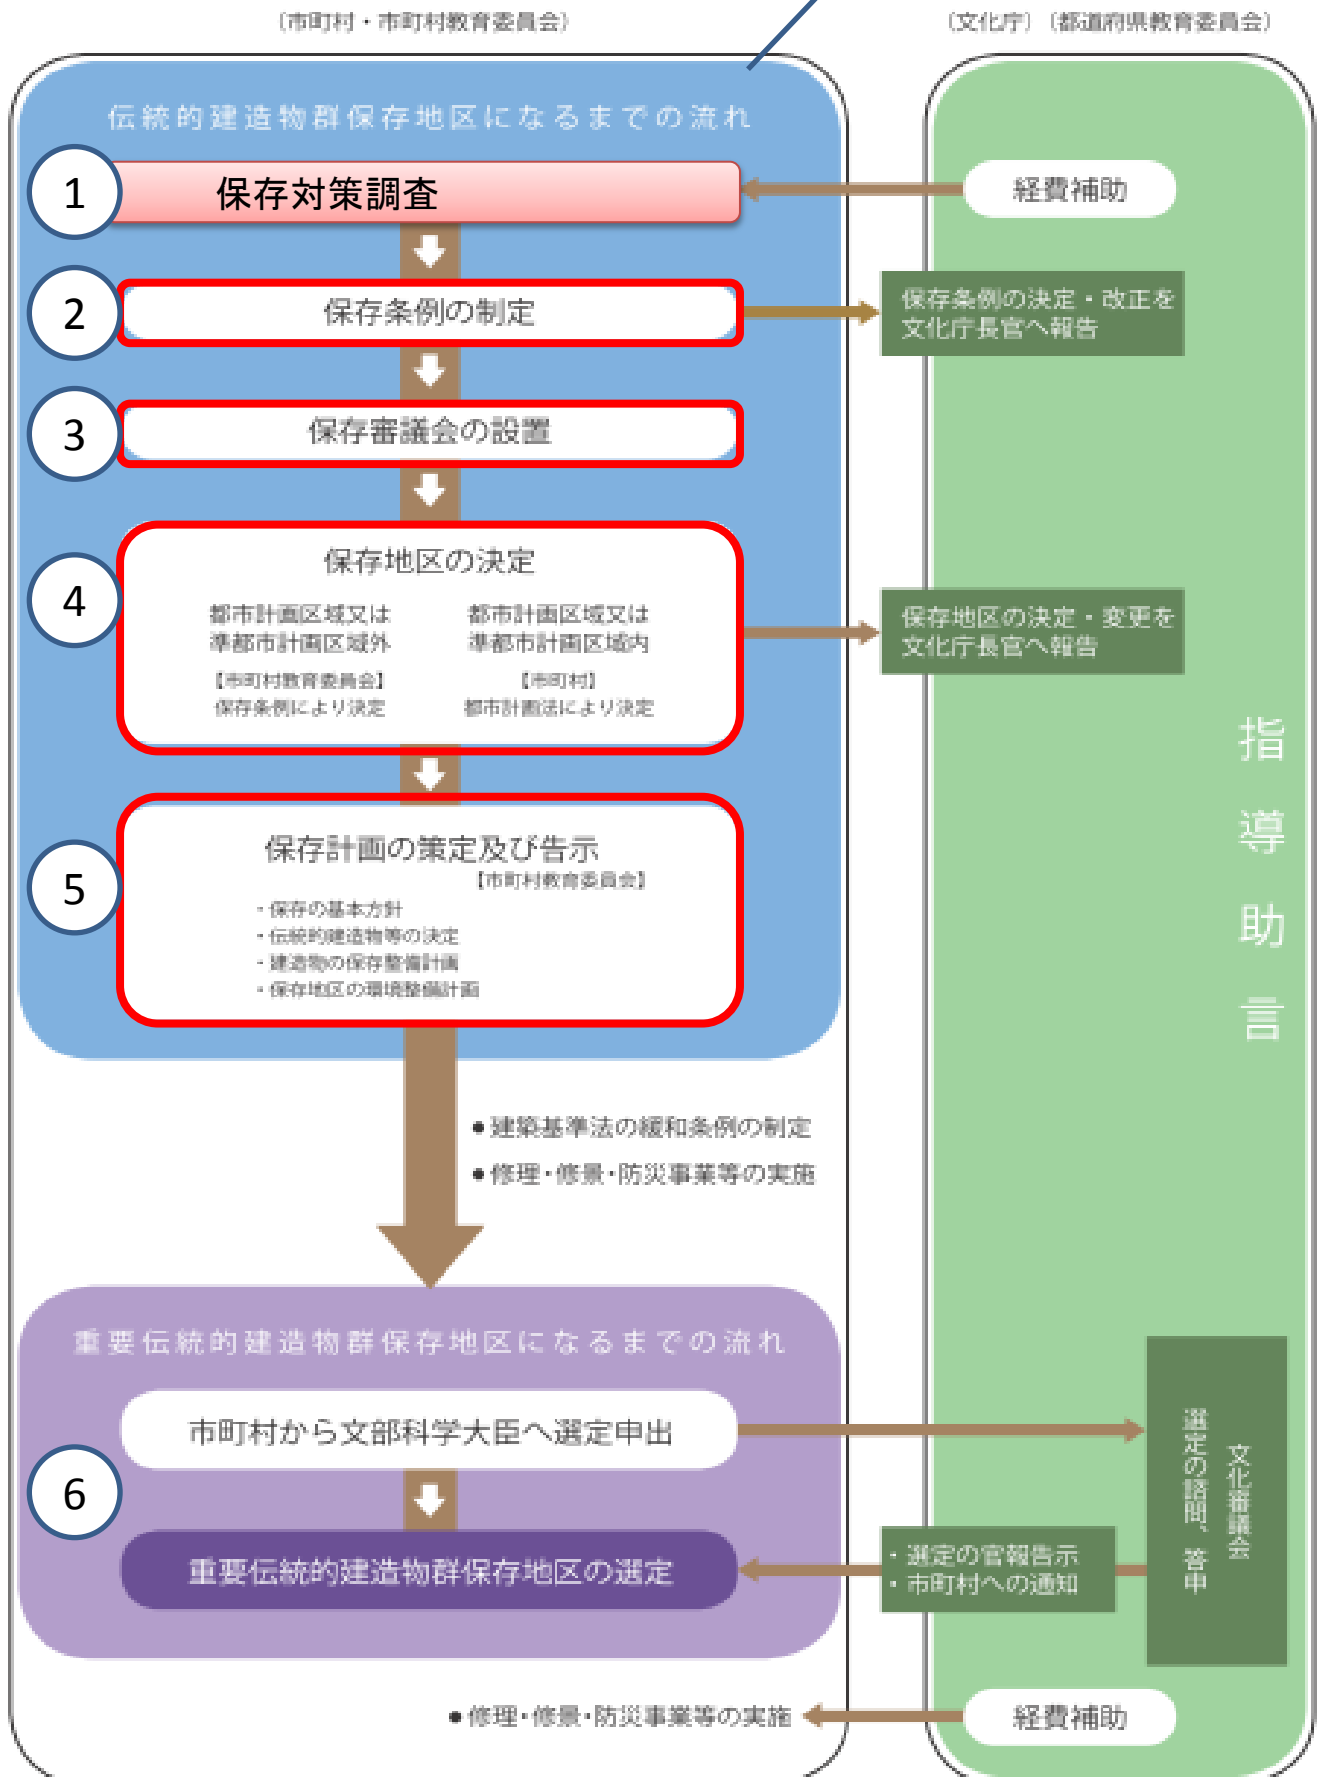 （市町村・市町村教育委員会）
（文化庁）（都道府県教育委員会）
伝統的建造物群保存地区になるまでの流れ
1
保存対策調査
経費補助
2
保存条例の制定
保存条例の決定・改正を
文化庁長官へ報告
3
保存審議会の設置
4
保存地区の決定
都市計画区域又は
準都市計画区域外
【市町村教育委員会】
保存条例により決定
都市計画区域又は
準都市計画区域内
【市町村】
都市計画法により決定
保存地区の決定・変更を
文化庁長官へ報告
5
保存計画の策定及び告示
【市町村教育委員会】
・保存の基本方針
・伝統的建造物等の決定
・建造物の保存整備計画
・保存地区の環境整備計画
指導助言
●建築基準法の緩和条例の制定
●修理・修景・防災事業等の実施
重要伝統的建造物群保存地区になるまでの流れ
6
市町村から文部科学大臣へ選定申出
文化審議会
選定の諮問、答申
重要伝統的建造物群保存地区の選定
・選定の官報告示
・市町村への通知
●修理・修景・防災事業等の実施
経費補助